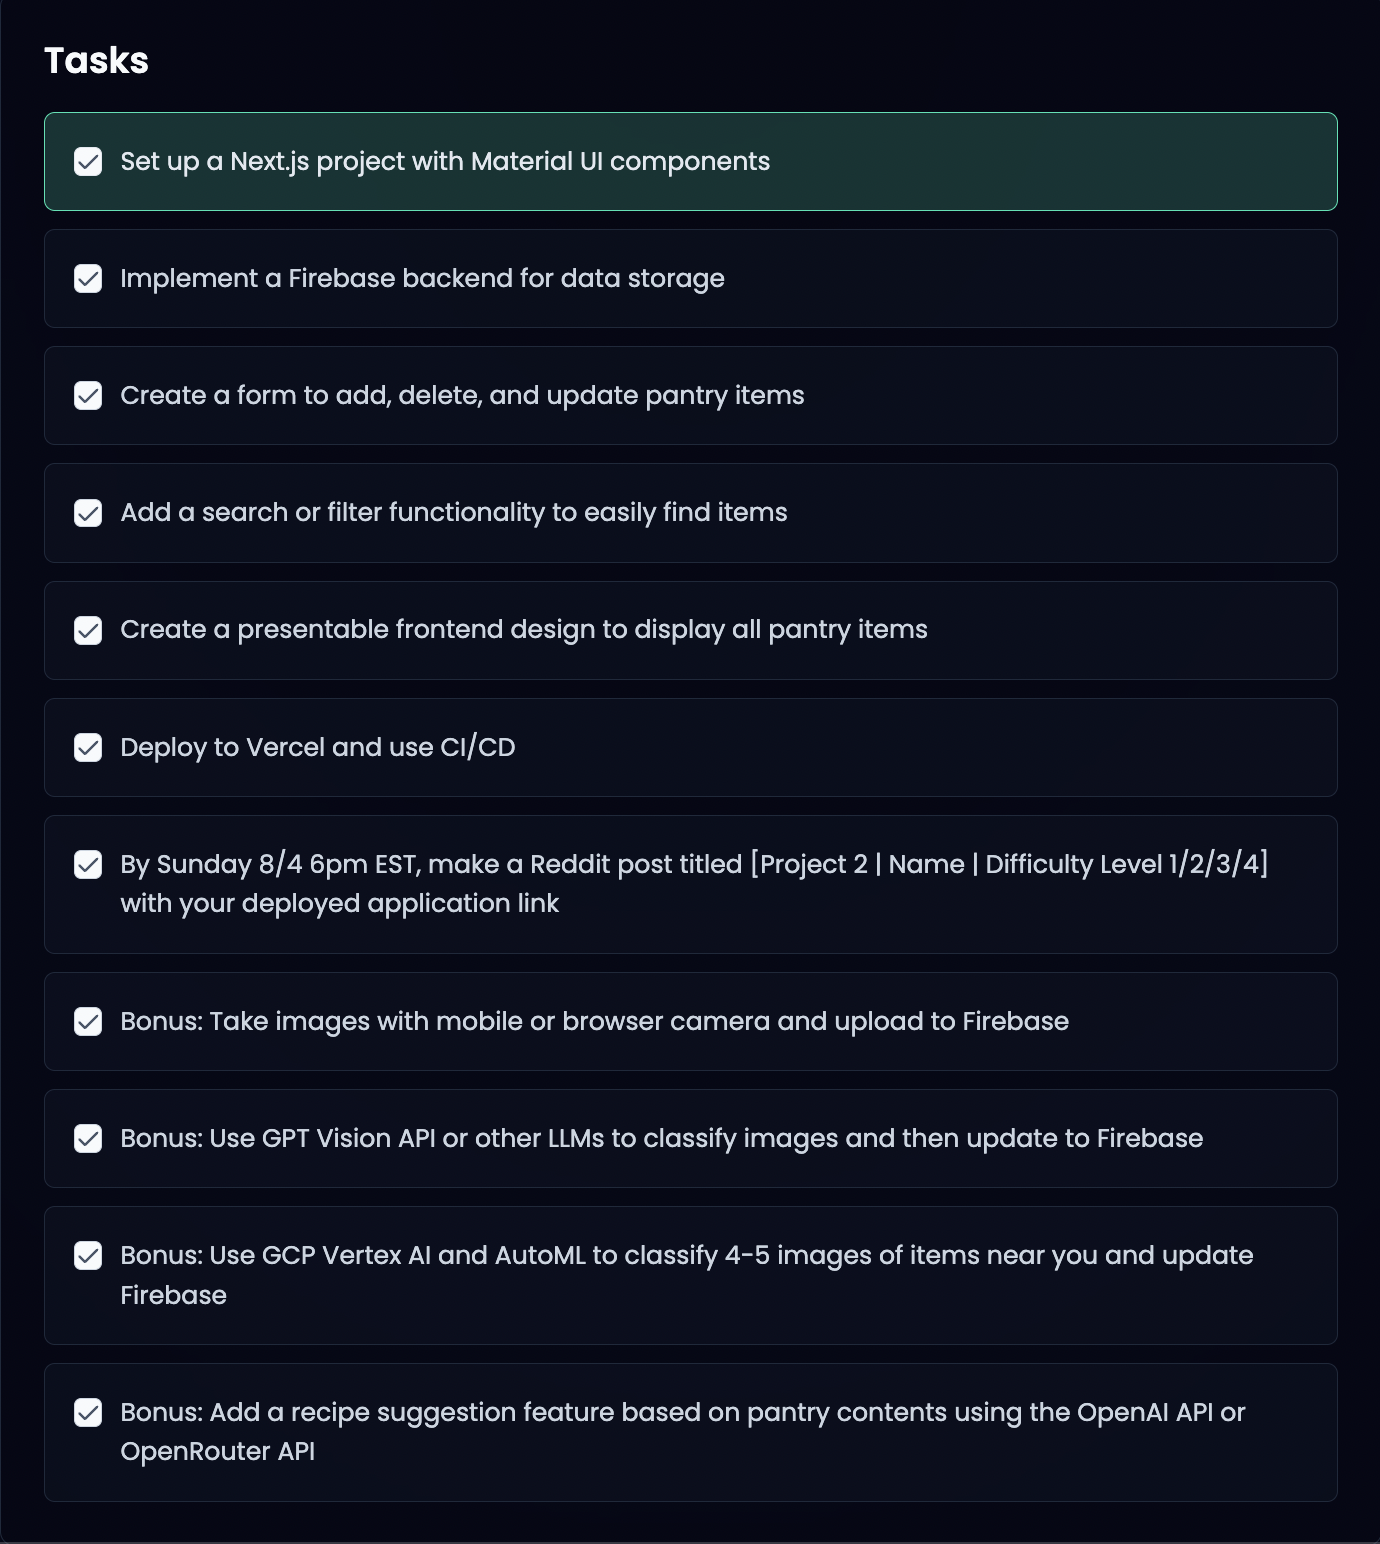 Tasks
Set up a Next.js project with Material UI components
Implement a Firebase backend for data storage
Create a form to add, delete, and update pantry items
Add a search or filter functionality to easily find items
Create a presentable frontend design to display all pantry items
Deploy to Vercel and use CI/CD
By Sunday 8/4 6pm EST, make a Reddit post titled [Project 2 | Name | Difficulty Level 1/2/3/4]
with your deployed application link
Bonus: Take images with mobile or browser camera and upload to Firebase
Bonus: Use GPT Vision API or other LLMs to classify images and then update to Firebase
Bonus: Use GCP Vertex AI and AutoML to classify 4-5 images of items near you and update
Firebase
Bonus: Add a recipe suggestion feature based on pantry contents using the OpenAI API or
OpenRouter API